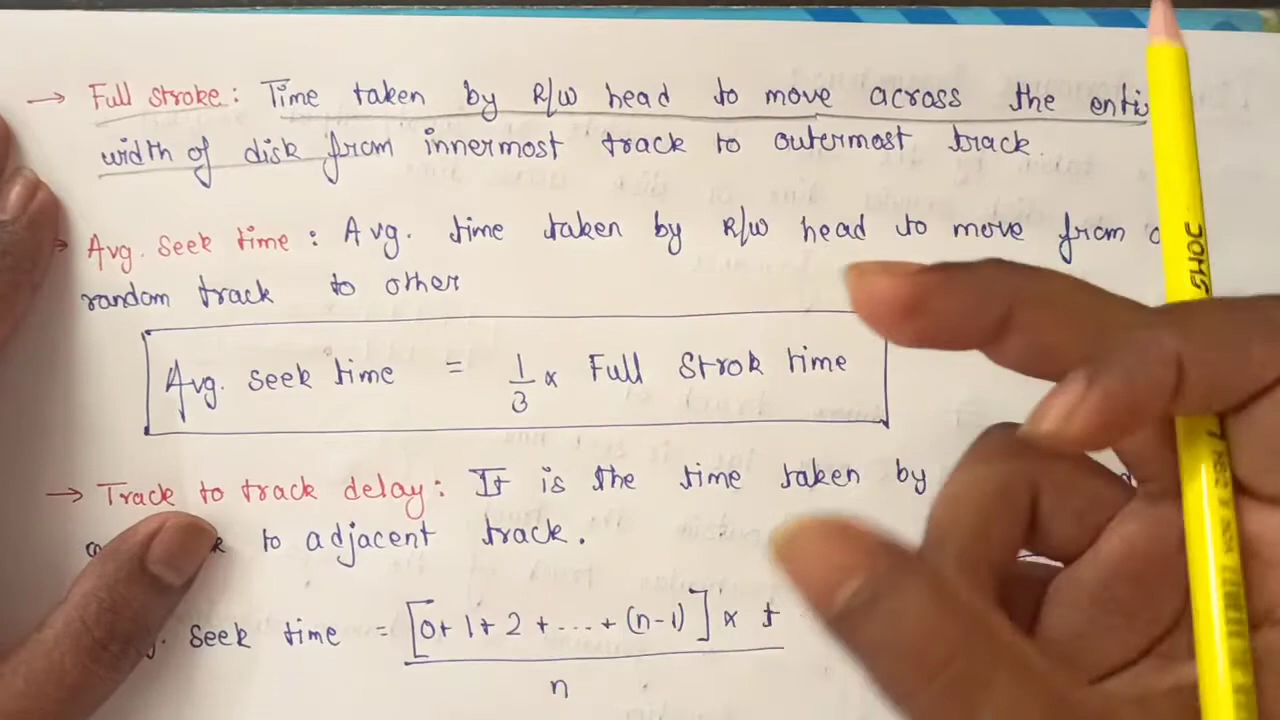 → Full stroke: Time taken by R/W head to move across the enti
width of disk from innermost track to outermost track.
→ Avg. seek time: Avg. time taken by R/W head to move from
random track to other
Avg. seek time = 1/3 x Full Strok time
→ Track to track delay: It is the time taken by
to adjacent track.
seek time = [0+1+2+...+(n-1)] x t
n